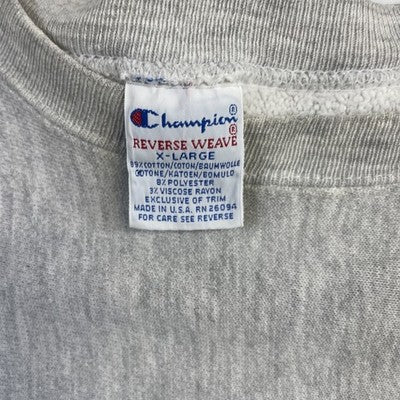 Champion®
REVERSE WEAVE®
X-LARGE
89%COTTON/COTON/BAUMWOLLE
COTONE/KATOEN/BOMULD
8% POLYESTER
3% VISCOSE RAYON
EXCLUSIVE OF TRIM
MADE IN U.S.A. RN 26094
FOR CARE SEE REVERSE